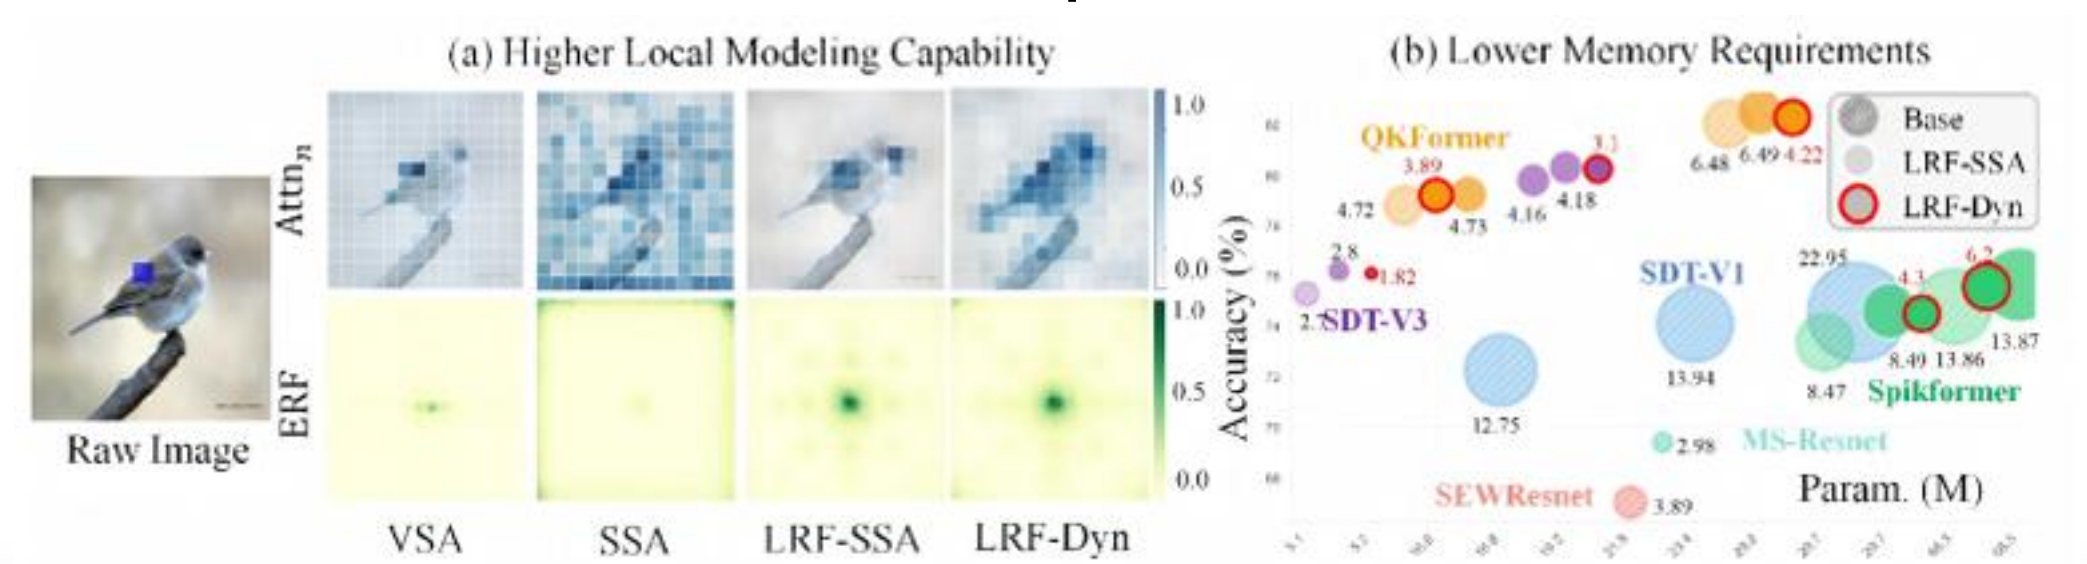 (a) Higher Local Modeling Capability
Attnₙ
1.0
0.5
0.0
ERF
1.0
0.5
0.0
Raw Image
VSA
SSA
LRF-SSA
LRF-Dyn
(b) Lower Memory Requirements
Base
LRF-SSA
LRF-Dyn
Accuracy (%)
QKFormer
3.89
4.72
4.73
6.48
6.49
4.22
4.16
4.18
2.8
1.82
SDT-V3
SDT-V1
22.95
4.3
6.2
12.75
13.94
8.47
8.49
13.86
13.87
Spikformer
2.98
MS-Resnet
SEWResnet
3.89
Param. (M)